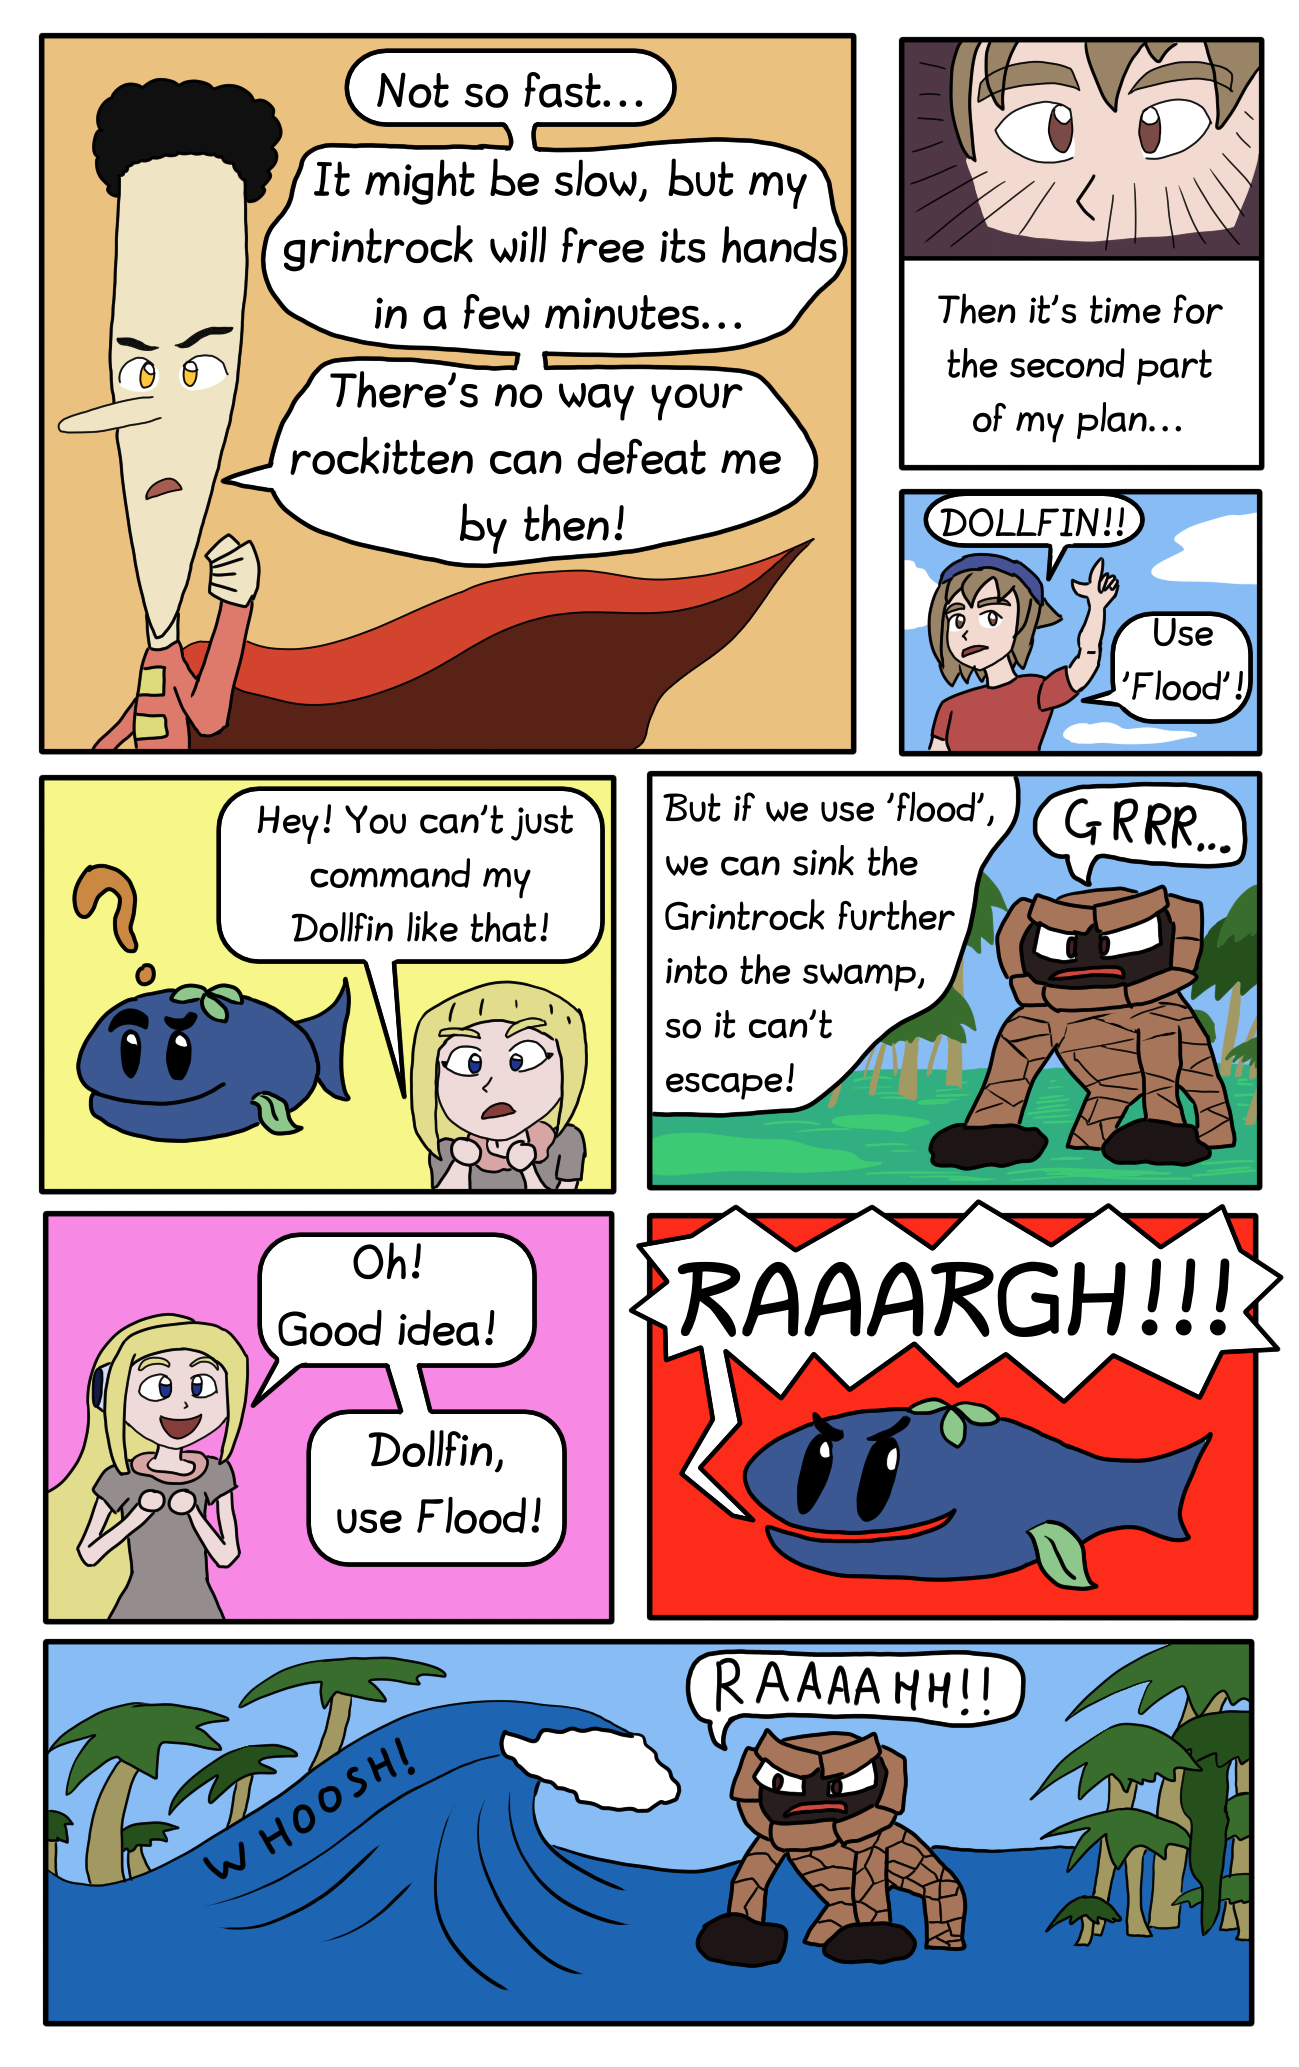 Not so fast...
It might be slow, but my
grintrock will free its hands
in a few minutes...
There's no way your
rockitten can defeat me
by then!
Then it's time for
the second part
of my plan...
DOLLFIN!!
Use
'Flood'!
Hey! You can't just
command my
Dollfin like that!
But if we use 'flood',
we can sink the
Grintrock further
into the swamp,
so it can't
escape!
GRRR...
Oh!
Good idea!
Dollfin,
use Flood!
RAAARGH!!!
WHOOSH!
RAAAAHH!!